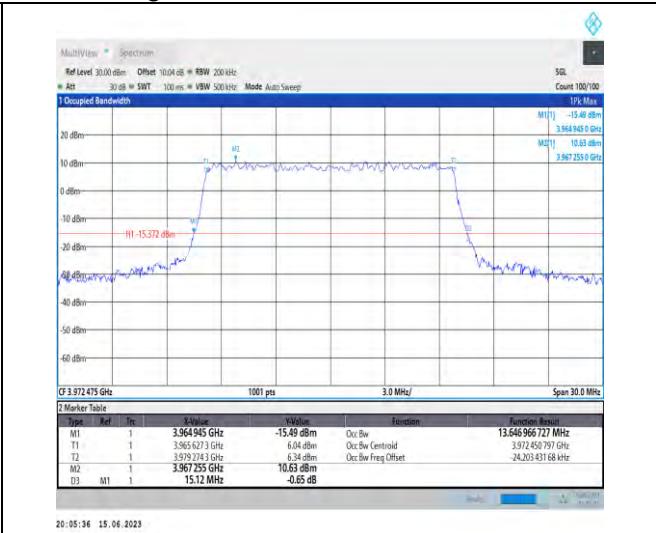 MultiView Spectrum
Ref Level 30.00 dBm Offset 10.04 dB RBW 200 kHz SGL
Att 30 dB SWT 100 ms VBW 500 kHz Mode Auto Sweep Count 100/100
1 Occupied Bandwidth 1Pk Max
M1[1] -15.49 dBm
3.964 945 0 GHz
M2[1] 10.63 dBm
3.967 255 0 GHz
20 dBm
M2
10 dBm
T1
0 dBm
-10 dBm
H1 -15.372 dBm
-20 dBm
-30 dBm
-40 dBm
-50 dBm
-60 dBm
CF 3.972 475 GHz 1001 pts 3.0 MHz/ Span 30.0 MHz
2 Marker Table
Type Ref Trc X-Value Y-Value Function Function Result
M1 1 3.964 945 GHz -15.49 dBm Occ Bw 13.646 966 727 MHz
T1 1 3.965 627 3 GHz 6.04 dBm Occ Bw Centroid 3.972 450 797 GHz
T2 1 3.979 274 3 GHz 6.34 dBm Occ Bw Freq Offset -24.203 431 68 kHz
M2 1 3.967 255 GHz 10.63 dBm
D3 M1 1 15.12 MHz -0.65 dB
20:05:36 15.06.2023